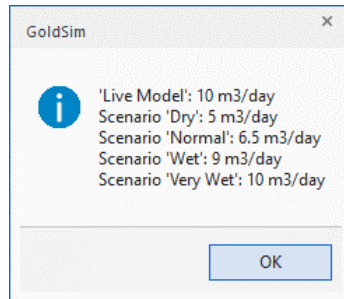 GoldSim
'Live Model': 10 m3/day
Scenario 'Dry': 5 m3/day
Scenario 'Normal': 6.5 m3/day
Scenario 'Wet': 9 m3/day
Scenario 'Very Wet': 10 m3/day
OK